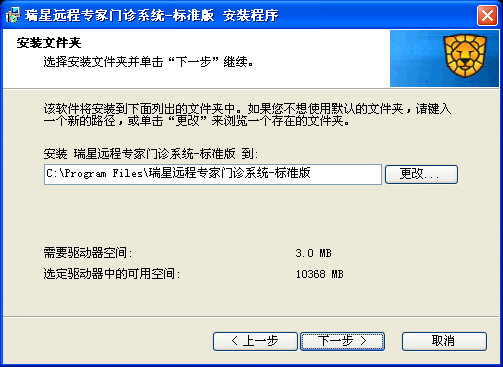 瑞星远程专家门诊系统-标准版 安装程序
安装文件夹
选择安装文件夹并单击“下一步”继续。
该软件将安装到下面列出的文件夹中。如果您不想使用默认的文件夹，请键入
一个新的路径，或单击“更改”来浏览一个存在的文件夹。
安装 瑞星远程专家门诊系统-标准版 到:
C:\Program Files\瑞星远程专家门诊系统-标准版
更改...
需要驱动器空间: 3.0 MB
选定驱动器中的可用空间: 10368 MB
< 上一步 下一步 > 取消